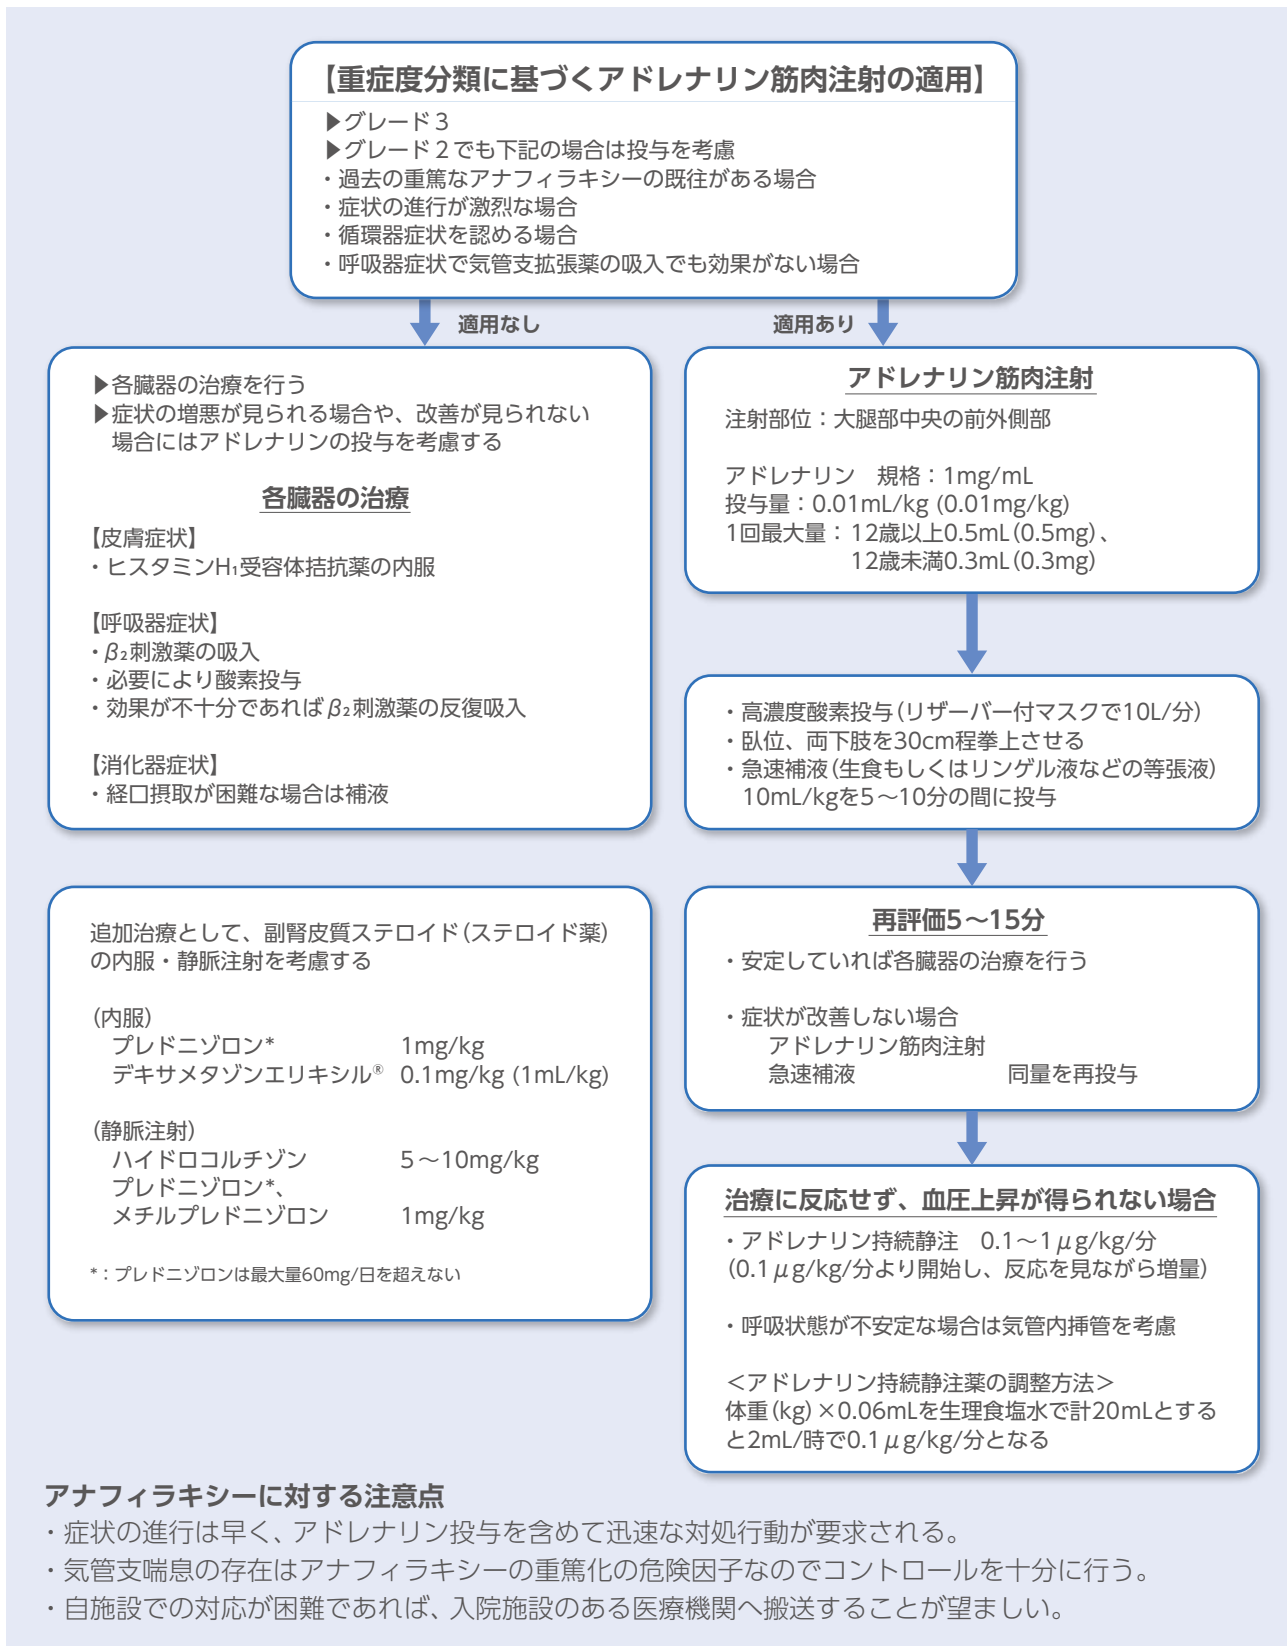 【重症度分類に基づくアドレナリン筋肉注射の適用】
▶グレード3
▶グレード2でも下記の場合は投与を考慮
・過去の重篤なアナフィラキシーの既往がある場合
・症状の進行が激烈な場合
・循環器症状を認める場合
・呼吸器症状で気管支拡張薬の吸入でも効果がない場合
適用なし
適用あり
▶各臓器の治療を行う
▶症状の増悪が見られる場合や、改善が見られない
場合にはアドレナリンの投与を考慮する
各臓器の治療
【皮膚症状】
・ヒスタミンH₁受容体拮抗薬の内服
【呼吸器症状】
・β₂刺激薬の吸入
・必要により酸素投与
・効果が不十分であればβ₂刺激薬の反復吸入
【消化器症状】
・経口摂取が困難な場合は補液
アドレナリン筋肉注射
注射部位：大腿部中央の前外側部
アドレナリン　規格：1mg/mL
投与量：0.01mL/kg (0.01mg/kg)
1回最大量：12歳以上0.5mL(0.5mg)、
12歳未満0.3mL(0.3mg)
・高濃度酸素投与(リザーバー付マスクで10L/分)
・臥位、両下肢を30cm程拳上させる
・急速補液(生食もしくはリンゲル液などの等張液)
10mL/kgを5～10分の間に投与
再評価5～15分
・安定していれば各臓器の治療を行う
・症状が改善しない場合
アドレナリン筋肉注射
急速補液　同量を再投与
治療に反応せず、血圧上昇が得られない場合
・アドレナリン持続静注　0.1～1μg/kg/分
(0.1μg/kg/分より開始し、反応を見ながら増量)
・呼吸状態が不安定な場合は気管内挿管を考慮
＜アドレナリン持続静注薬の調整方法＞
体重(kg)×0.06mLを生理食塩水で計20mLとする
と2mL/時で0.1μg/kg/分となる
追加治療として、副腎皮質ステロイド(ステロイド薬)
の内服・静脈注射を考慮する
(内服)
プレドニゾロン*　1mg/kg
デキサメタゾンエリキシル®　0.1mg/kg (1mL/kg)
(静脈注射)
ハイドロコルチゾン　5～10mg/kg
プレドニゾロン*、
メチルプレドニゾロン　1mg/kg
*：プレドニゾロンは最大量60mg/日を超えない
アナフィラキシーに対する注意点
・症状の進行は早く、アドレナリン投与を含めて迅速な対処行動が要求される。
・気管支喘息の存在はアナフィラキシーの重篤化の危険因子なのでコントロールを十分に行う。
・自施設での対応が困難であれば、入院施設のある医療機関へ搬送することが望ましい。